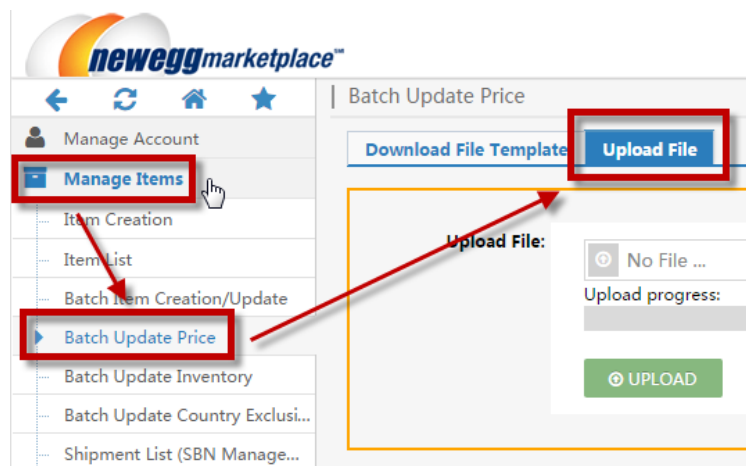 neweggmarketplace™
Batch Update Price
Manage Account
Download File Template
Upload File
Manage Items
Item Creation
Upload File:
Item List
No File ...
Batch Item Creation/Update
Upload progress:
Batch Update Price
Batch Update Inventory
UPLOAD
Batch Update Country Exclusi...
Shipment List (SBN Manage...